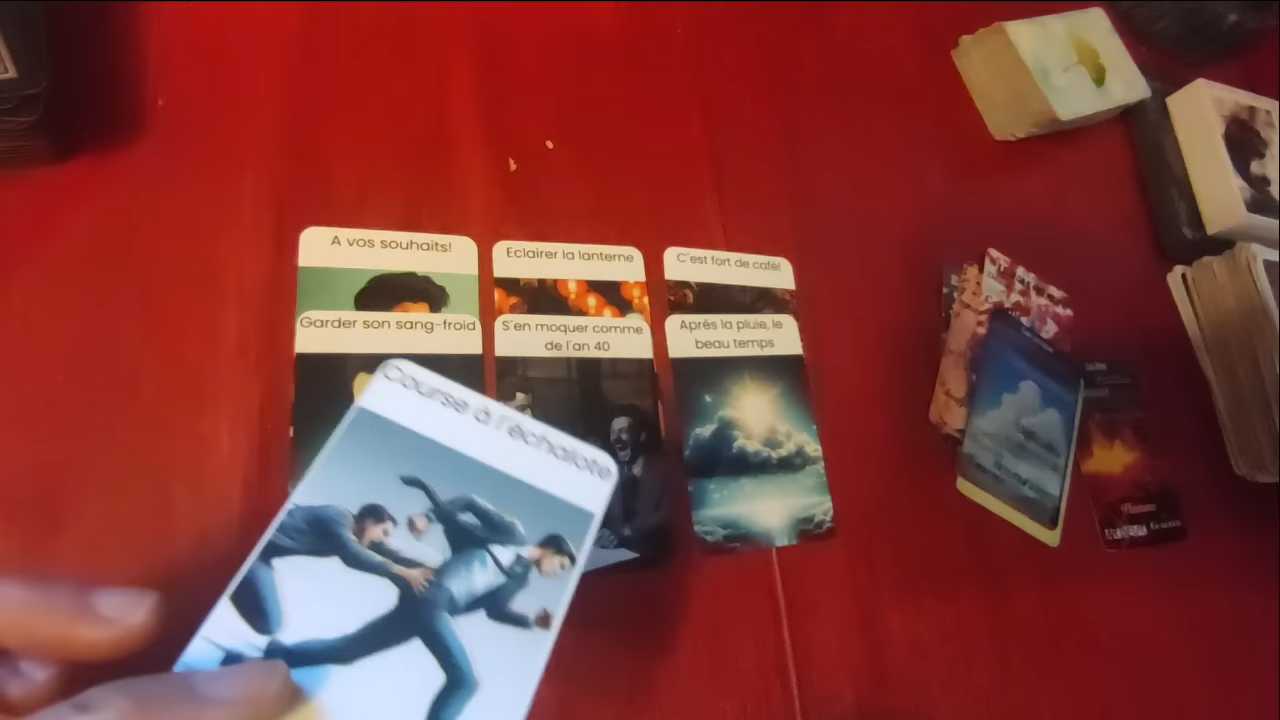 A vos souhaits!
Eclairer la lanterne
C'est fort de café!
Garder son sang-froid
S'en moquer comme
de l'an 40
Après la pluie, le
beau temps
Course à l'échalote